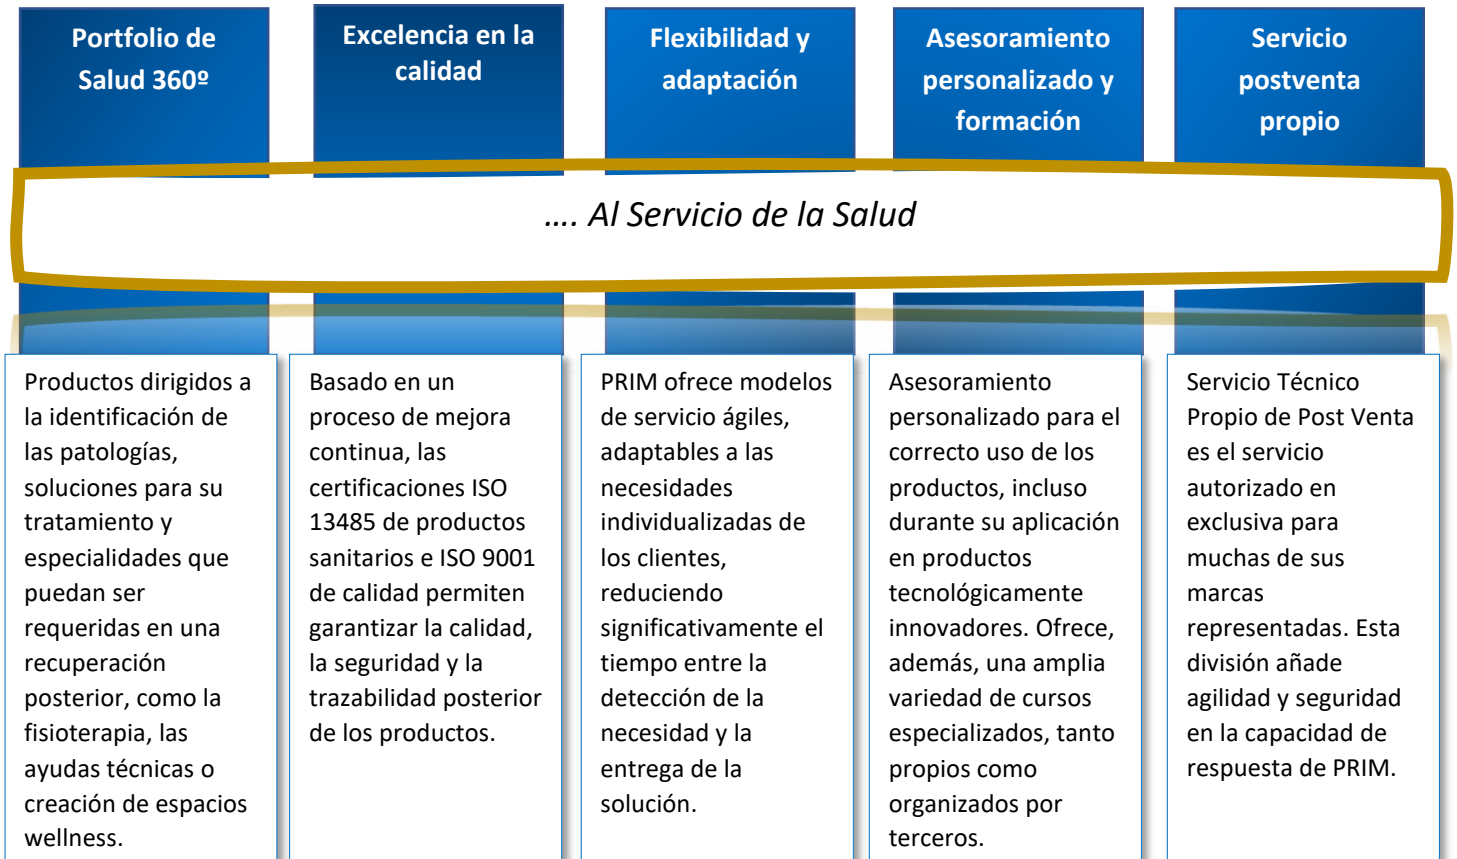 Portfolio de
Salud 360º
Excelencia en la
calidad
Flexibilidad y
adaptación
Asesoramiento
personalizado y
formación
Servicio
postventa
propio
…. Al Servicio de la Salud
Productos dirigidos a
la identificación de
las patologías,
soluciones para su
tratamiento y
especialidades que
puedan ser
requeridas en una
recuperación
posterior, como la
fisioterapia, las
ayudas técnicas o
creación de espacios
wellness.
Basado en un
proceso de mejora
continua, las
certificaciones ISO
13485 de productos
sanitarios e ISO 9001
de calidad permiten
garantizar la calidad,
la seguridad y la
trazabilidad posterior
de los productos.
PRIM ofrece modelos
de servicio ágiles,
adaptables a las
necesidades
individualizadas de
los clientes,
reduciendo
significativamente el
tiempo entre la
detección de la
necesidad y la
entrega de la
solución.
Asesoramiento
personalizado para el
correcto uso de los
productos, incluso
durante su aplicación
en productos
tecnológicamente
innovadores. Ofrece,
además, una amplia
variedad de cursos
especializados, tanto
propios como
organizados por
terceros.
Servicio Técnico
Propio de Post Venta
es el servicio
autorizado en
exclusiva para
muchas de sus
marcas
representadas. Esta
división añade
agilidad y seguridad
en la capacidad de
respuesta de PRIM.